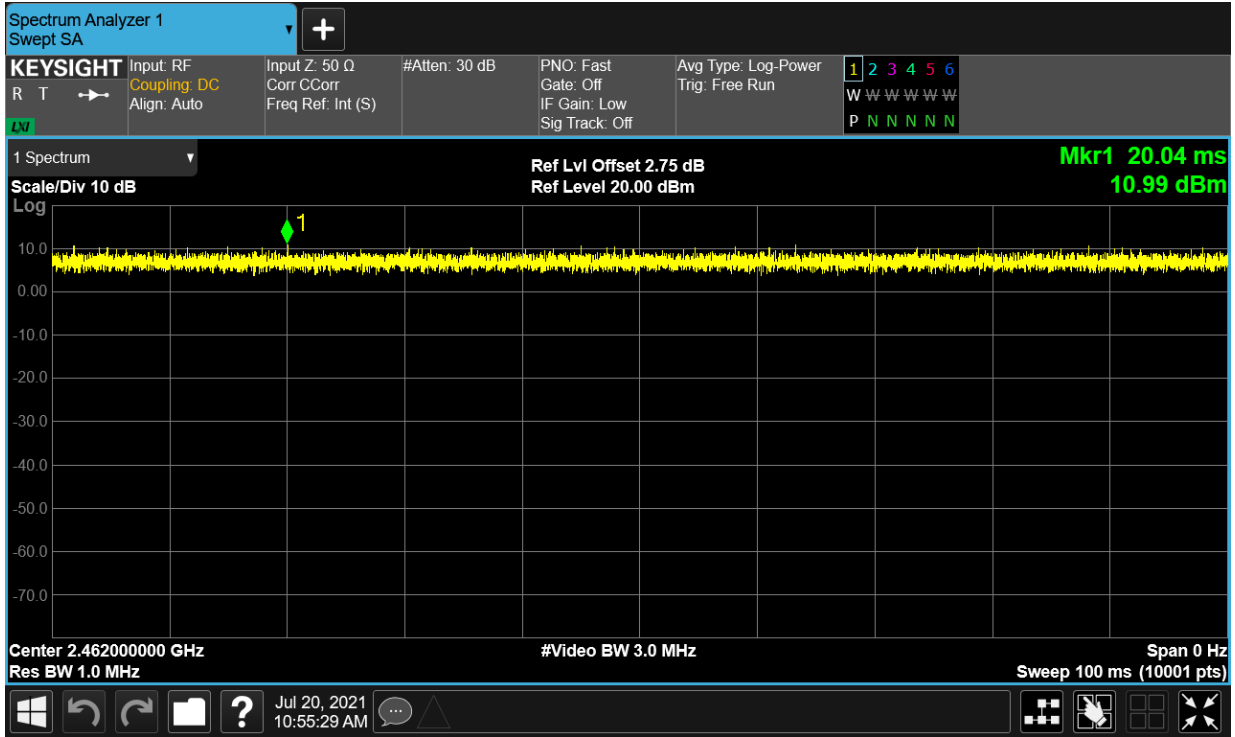 Spectrum Analyzer 1
Swept SA
KEYSIGHT
R T
LXI
Input: RF
Coupling: DC
Align: Auto
Input Z: 50 Ω
Corr CCorr
Freq Ref: Int (S)
#Atten: 30 dB
PNO: Fast
Gate: Off
IF Gain: Low
Sig Track: Off
Avg Type: Log-Power
Trig: Free Run
1 2 3 4 5 6
W W W W W W
P N N N N N
1 Spectrum
Scale/Div 10 dB
Log
Ref Lvl Offset 2.75 dB
Ref Level 20.00 dBm
Mkr1 20.04 ms
10.99 dBm
1
10.0
0.00
-10.0
-20.0
-30.0
-40.0
-50.0
-60.0
-70.0
Center 2.462000000 GHz
Res BW 1.0 MHz
#Video BW 3.0 MHz
Span 0 Hz
Sweep 100 ms (10001 pts)
?
Jul 20, 2021
10:55:29 AM